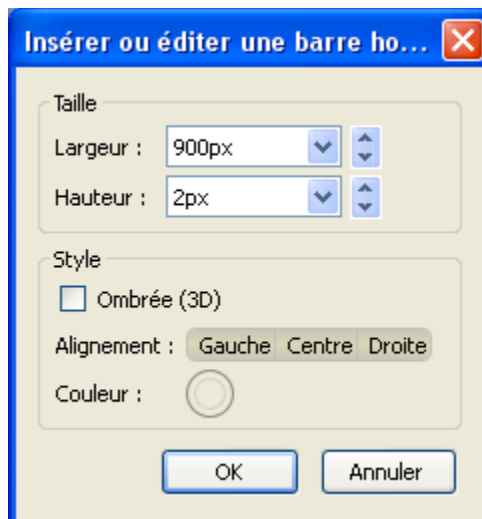 Insérer ou éditer une barre ho...
Taille
Largeur : 900px
Hauteur : 2px
Style
Ombrée (3D)
Alignement : Gauche Centre Droite
Couleur :
OK Annuler